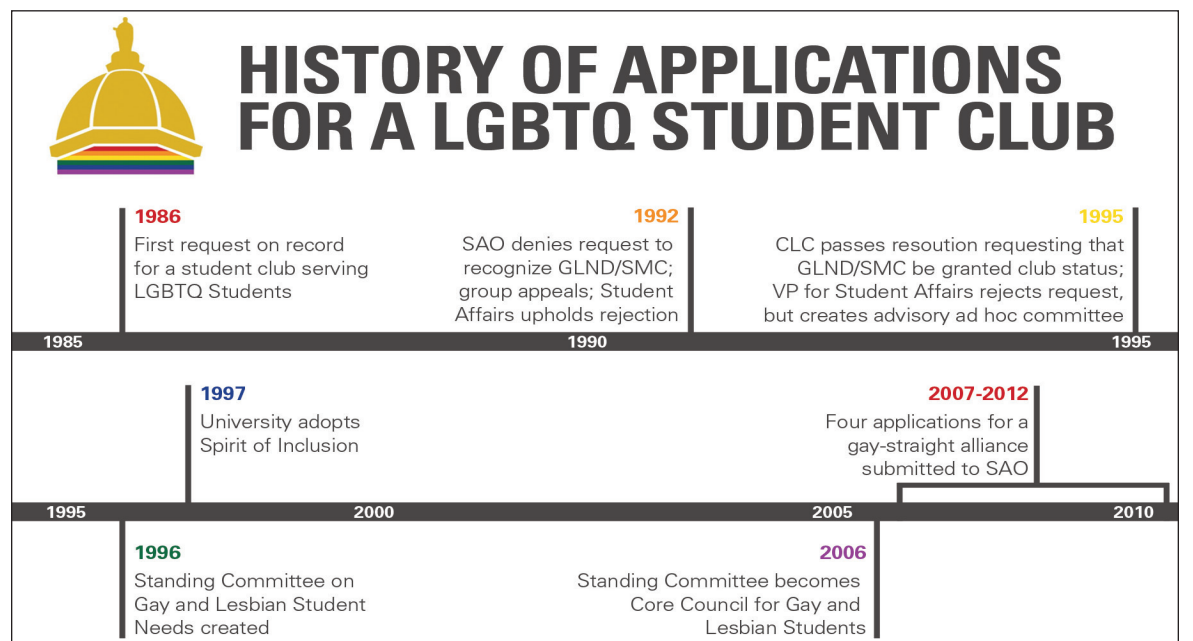 HISTORY OF APPLICATIONS
FOR A LGBTQ STUDENT CLUB
1986
First request on record
for a student club serving
LGBTQ Students
1992
SAO denies request to
recognize GLND/SMC;
group appeals; Student
Affairs upholds rejection
1995
CLC passes resoution requesting that
GLND/SMC be granted club status;
VP for Student Affairs rejects request,
but creates advisory ad hoc committee
1985
1990
1995
1997
University adopts
Spirit of Inclusion
2007-2012
Four applications for a
gay-straight alliance
submitted to SAO
1995
2000
2005
2010
1996
Standing Committee on
Gay and Lesbian Student
Needs created
2006
Standing Committee becomes
Core Council for Gay and
Lesbian Students